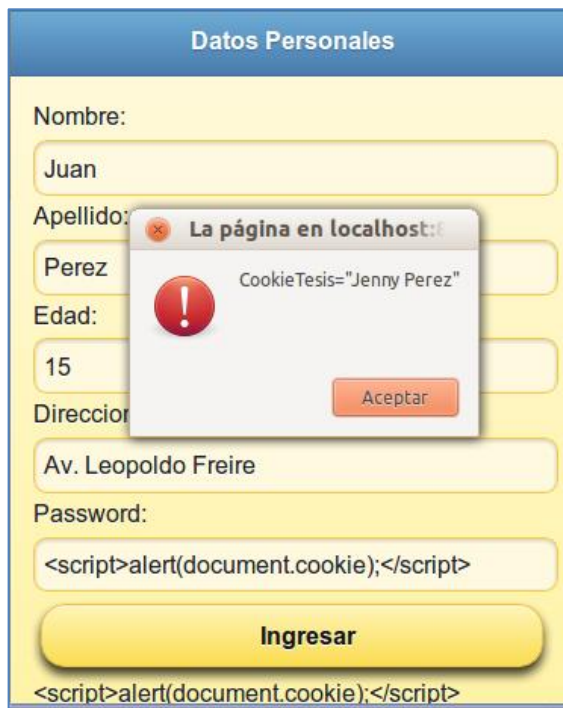 Datos Personales
Nombre:
Juan
Apellido:
La página en localhost:
Perez
CookieTesis="Jenny Perez"
Edad:
15
Aceptar
Direccion
Av. Leopoldo Freire
Password:
<script>alert(document.cookie);</script>
Ingresar
<script>alert(document.cookie);</script>